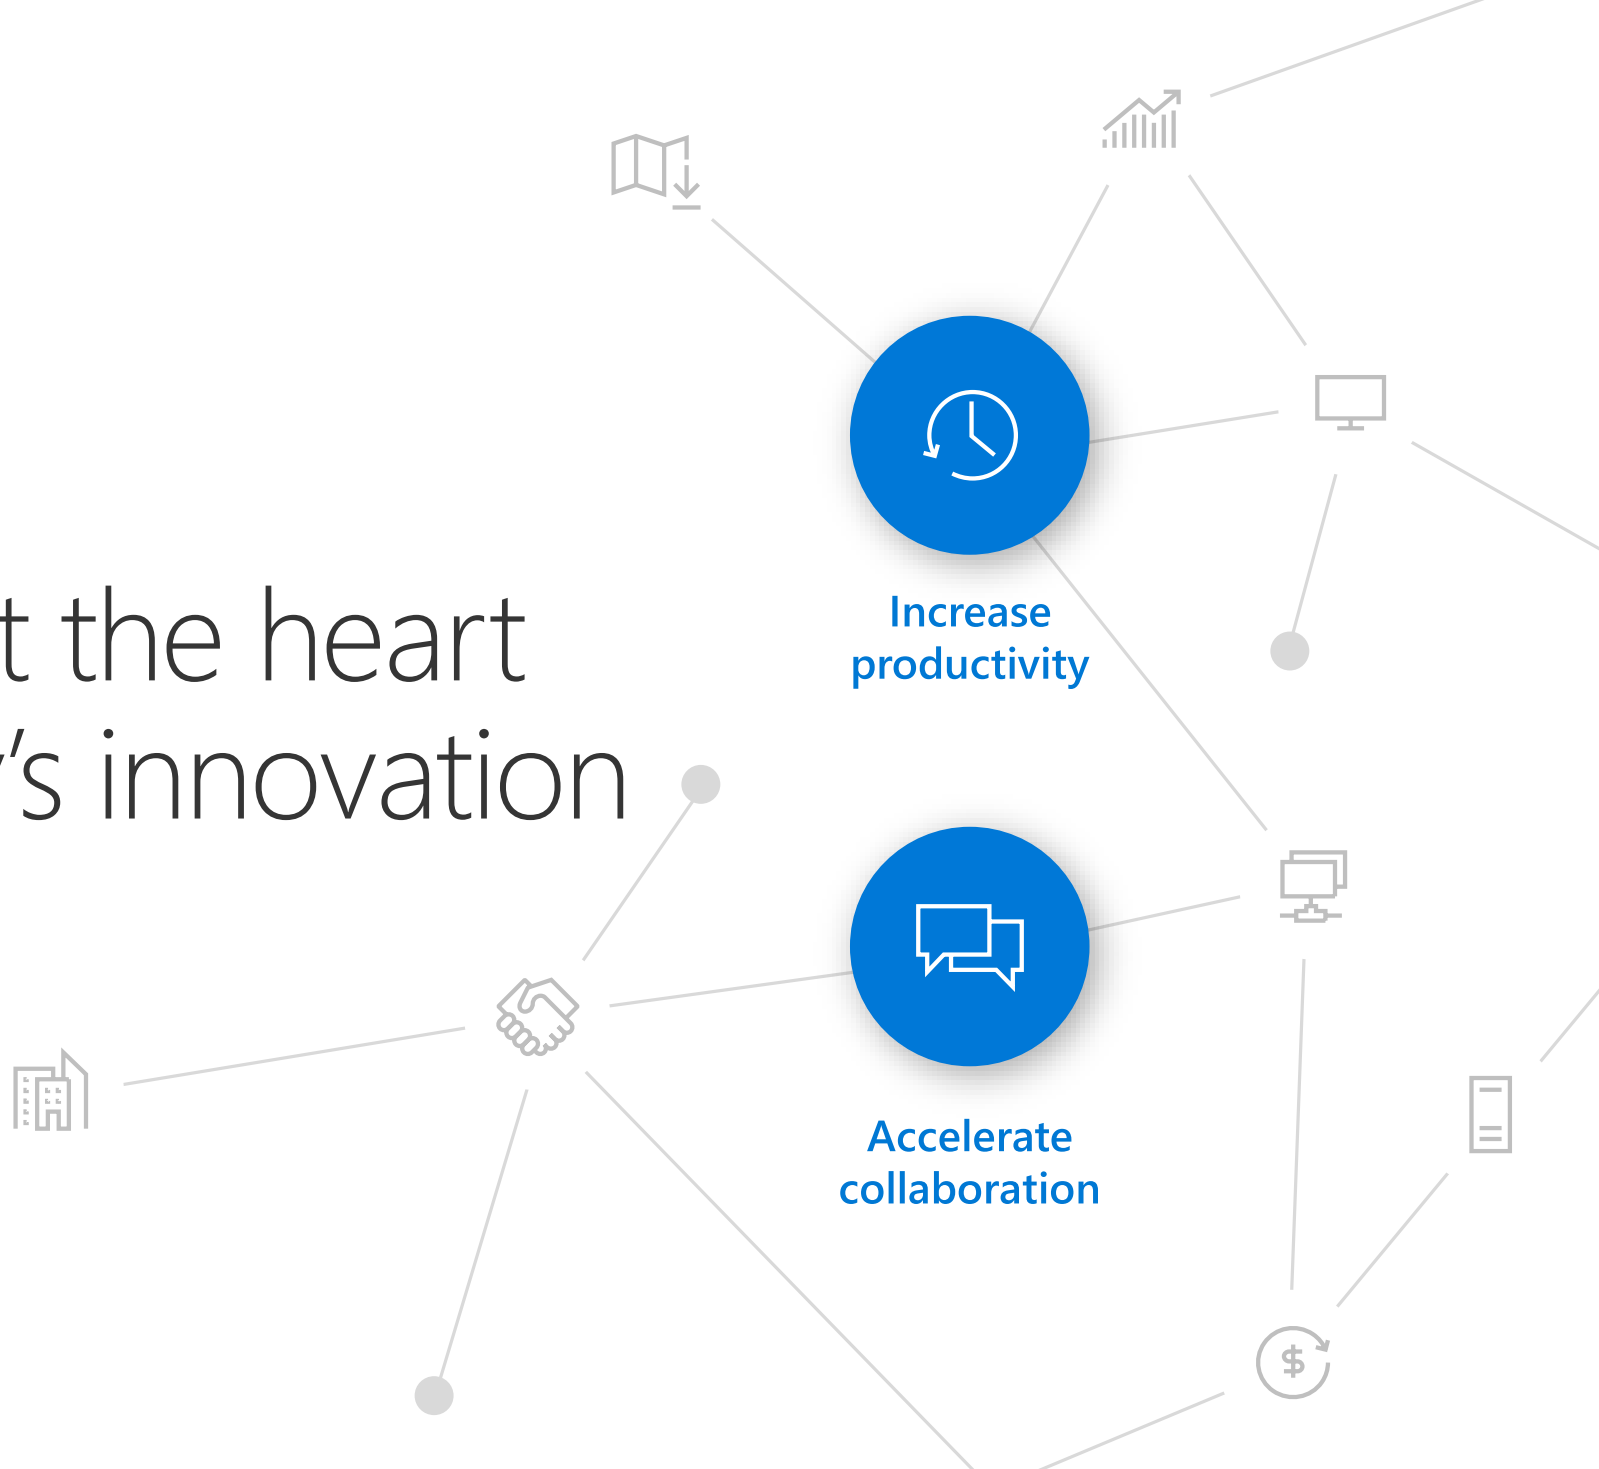 t the heart
’s innovation
Increase
productivity
Accelerate
collaboration
$